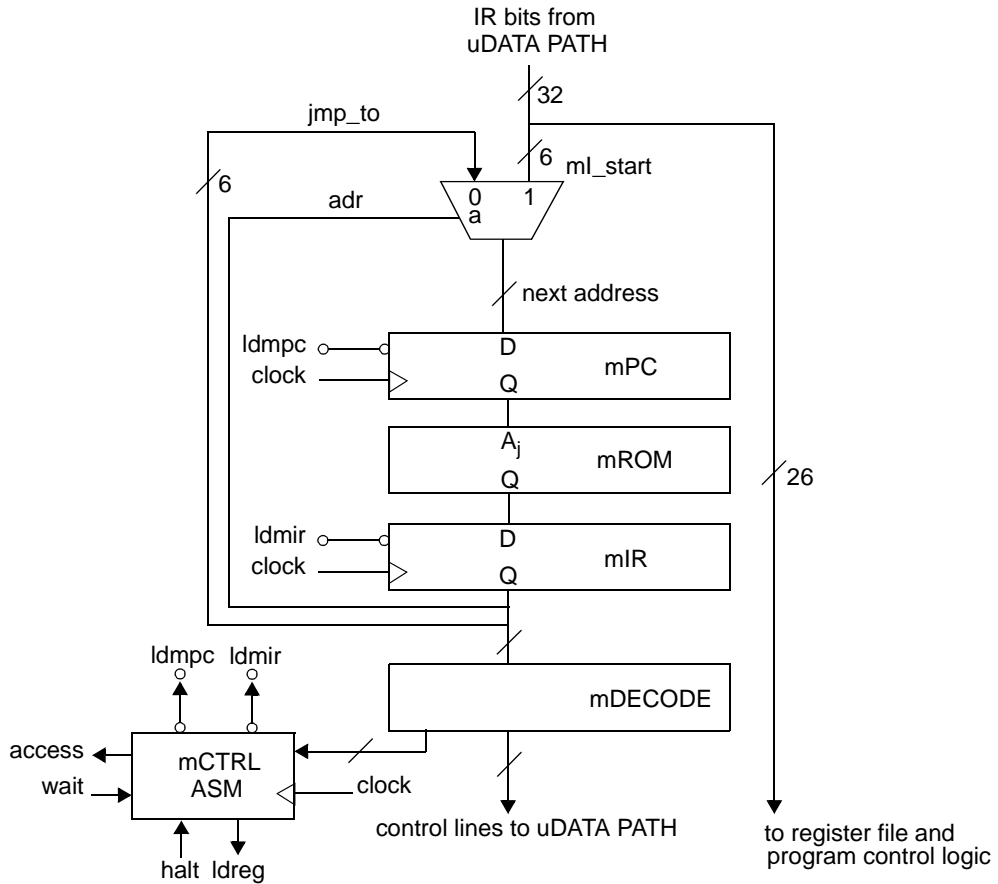 IR bits from
uDATA PATH
32
jmp_to
6
mI_start
6
0 1
adr
a
next address
ldmpc
D
mPC
clock
Q
Aj
mROM
Q
26
ldmir
D
mIR
clock
Q
ldmpc ldmir
mDECODE
access
mCTRL
ASM
wait
clock
control lines to uDATA PATH
to register file and
program control logic
halt ldreg